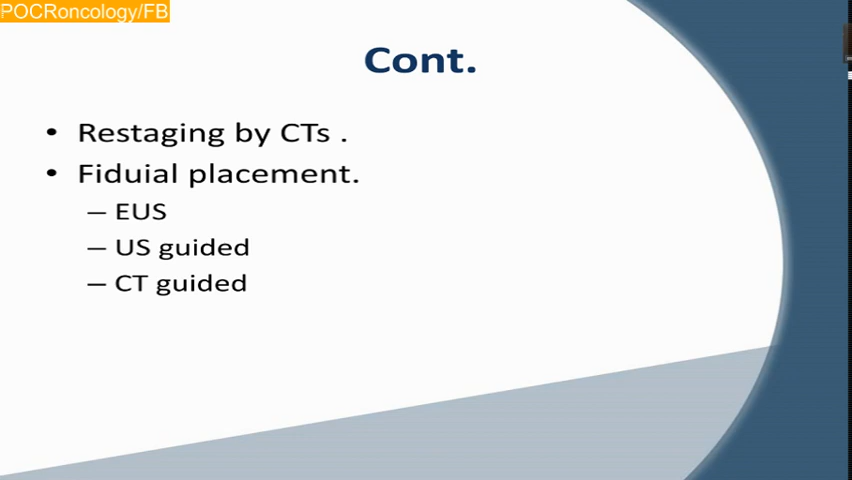 POCRoncology/FB
Cont.
• Restaging by CTs .
• Fiduial placement.
– EUS
– US guided
– CT guided